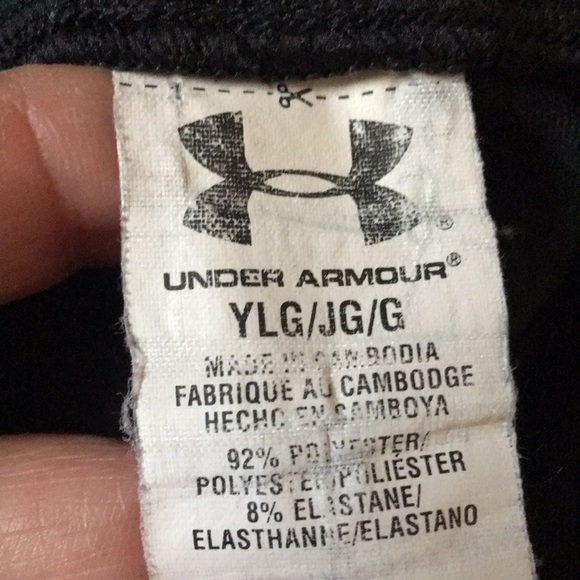 ®
UNDER ARMOUR®
YLG/JG/G
MADE IN CAMBODIA
FABRIQUE AU CAMBODGE
HECHO EN CAMBOYA
92% POLYESTER/
POLYESTER/POLIÉSTER
8% ELASTANE/
ELASTHANNE/ELASTANO